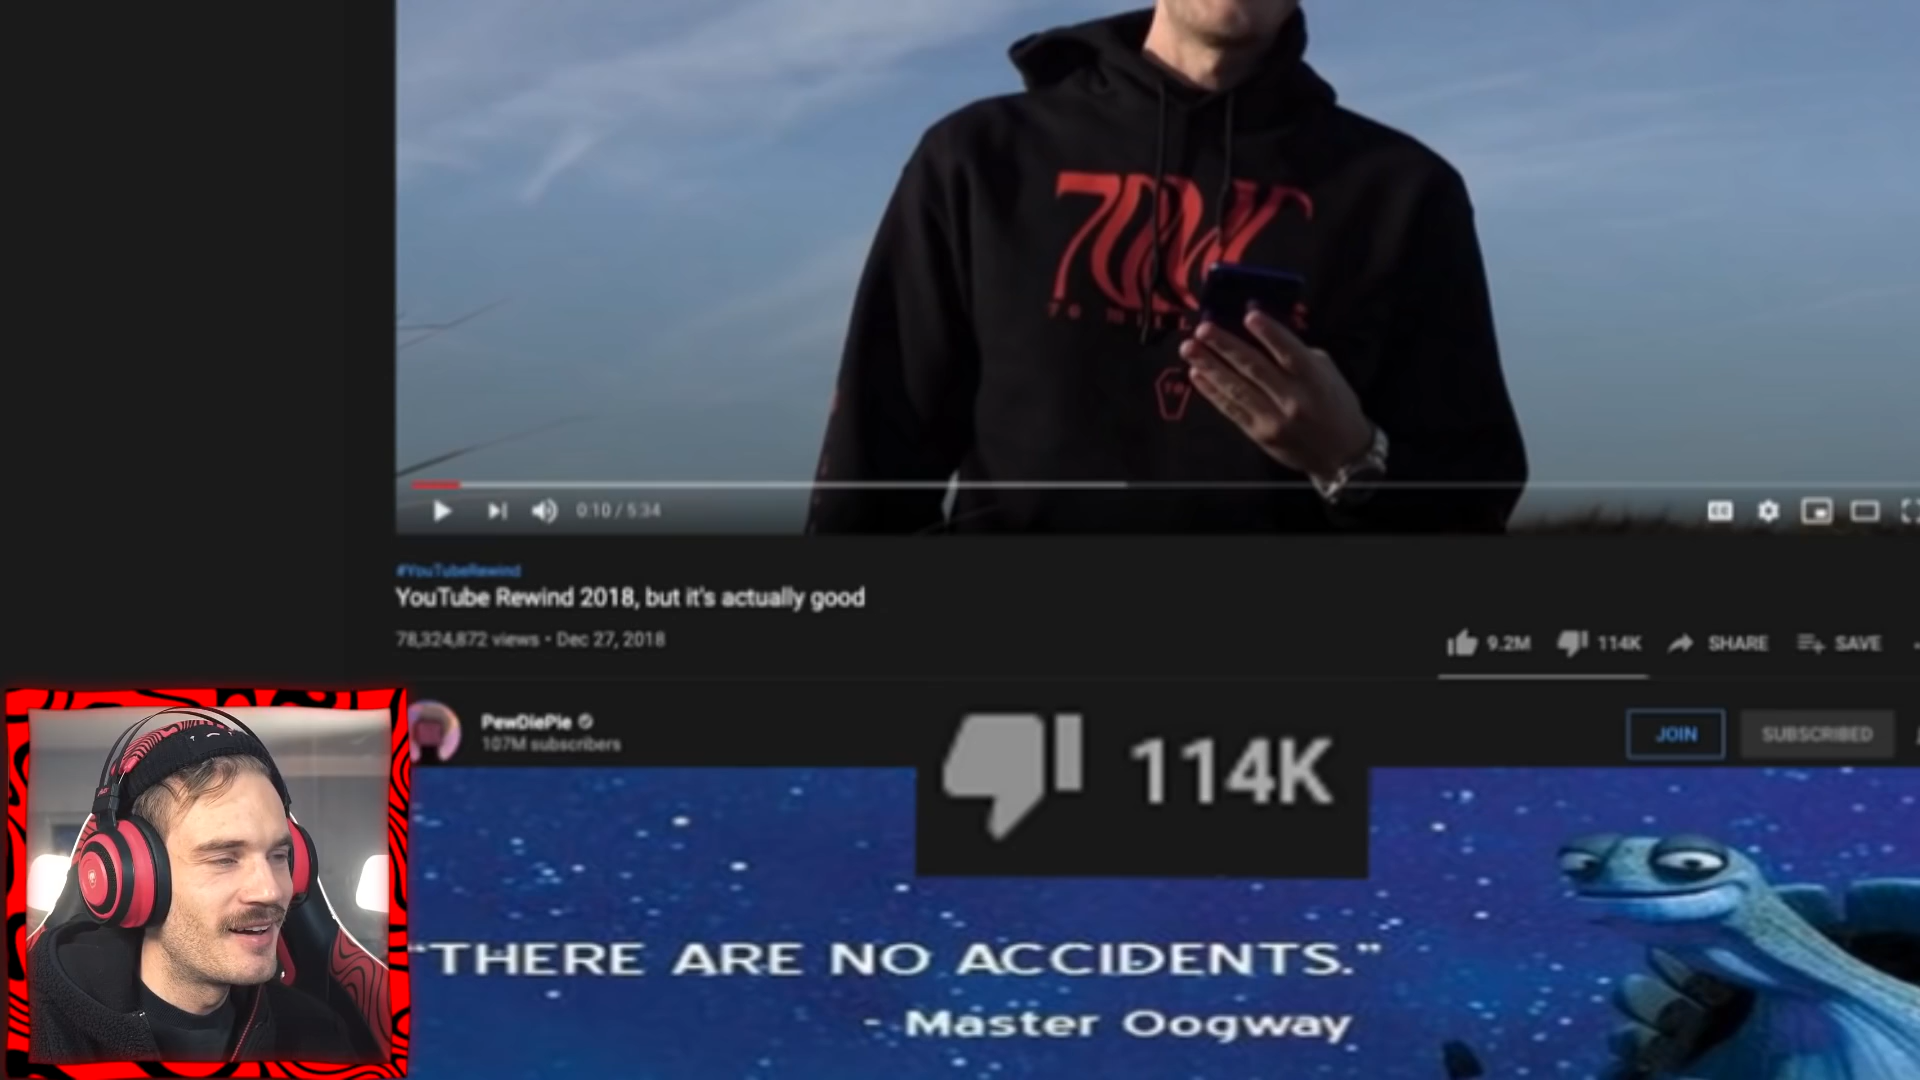 70M
0:10 / 5:34
#YouTubeRewind
YouTube Rewind 2018, but it's actually good
78,324,872 views • Dec 27, 2018
9.2M 114K SHARE SAVE
PewDiePie
107M subscribers
JOIN SUBSCRIBED
114K
"THERE ARE NO ACCIDENTS."
- Master Oogway